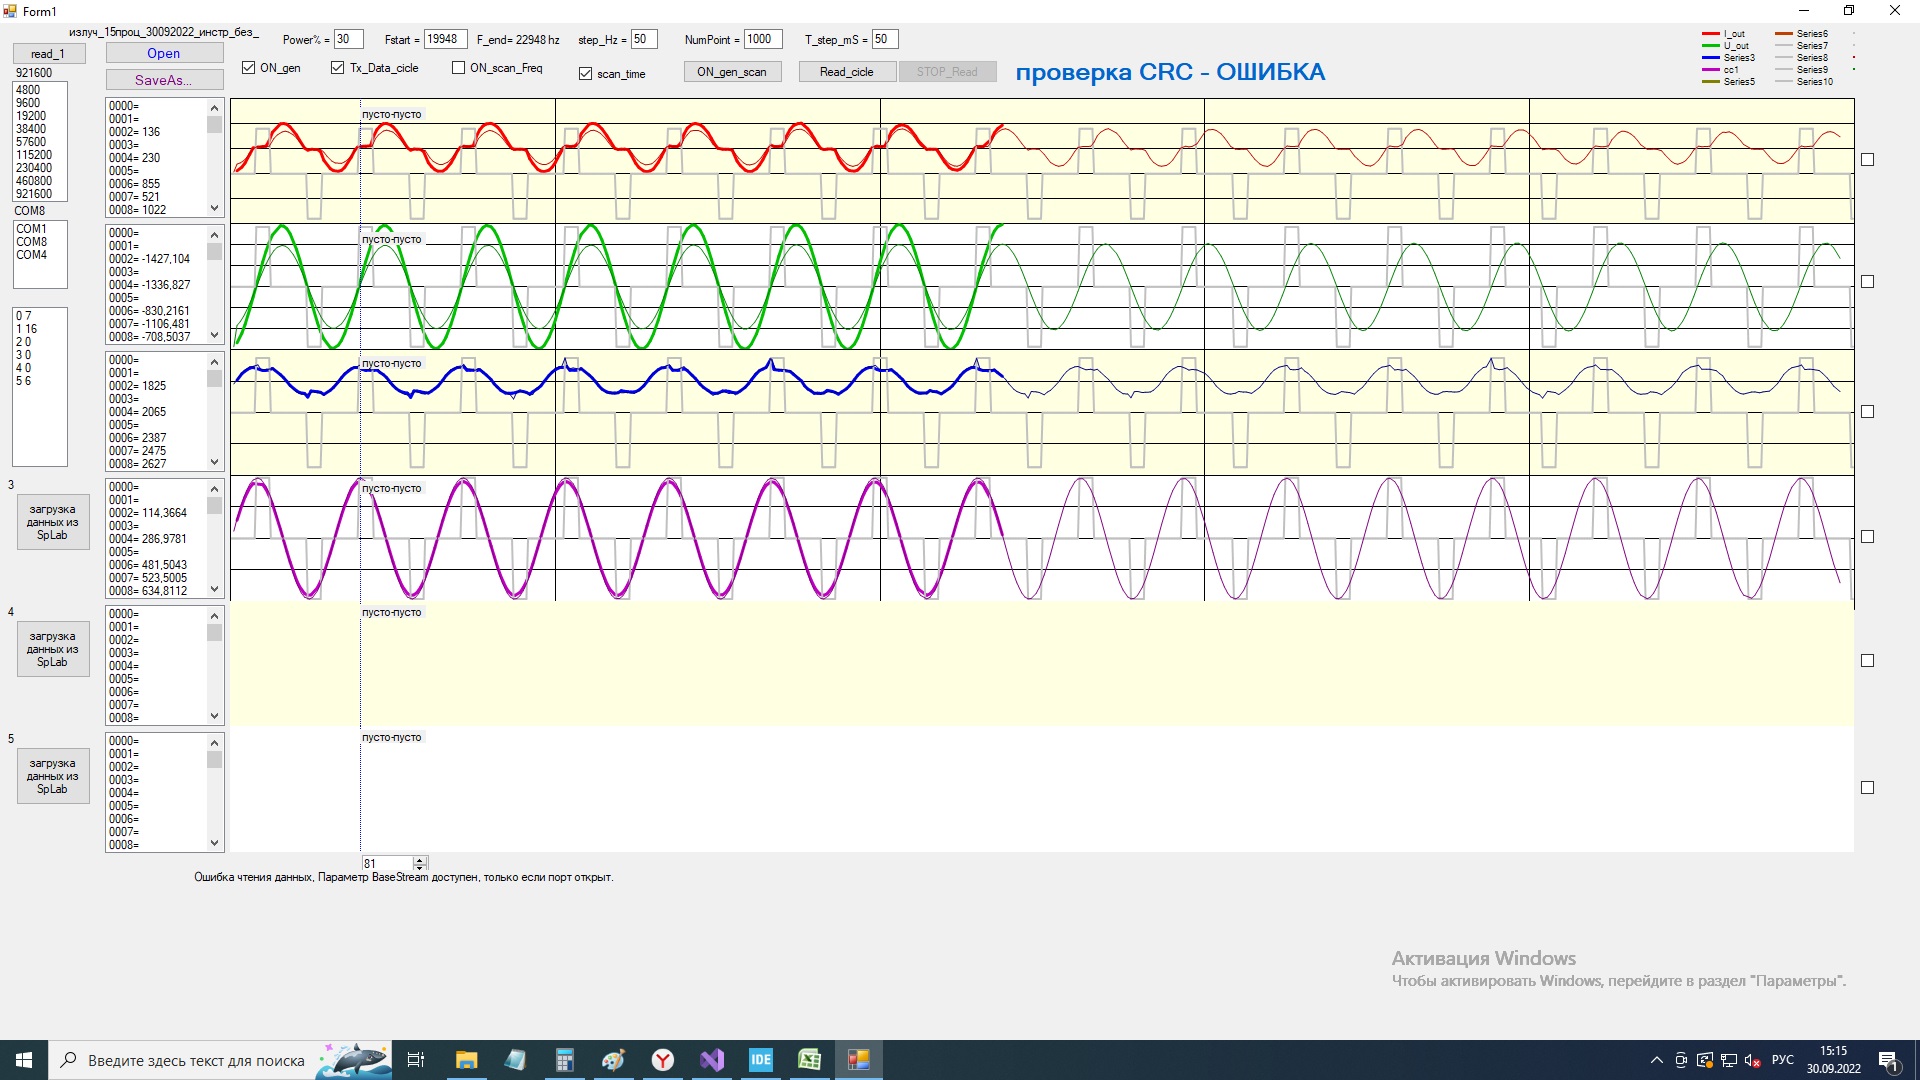 Form1
излуч_15проц_30092022_инстр_без_
read_1
Open
Power% = 30
Fstart = 19948
F_end= 22948 hz
step_Hz = 50
NumPoint = 1000
T_step_mS = 50
921600
SaveAs...
ON_gen
Tx_Data_cicle
ON_scan_Freq
scan_time
ON_gen_scan
Read_cicle
STOP_Read
проверка CRC - ОШИБКА
I_out
U_out
Series3
cc1
Series5
Series6
Series7
Series8
Series9
Series10
4800
9600
19200
38400
57600
115200
230400
460800
921600
COM8
COM1
COM8
COM4
0 7
1 16
2 0
3 0
4 0
5 6
0000=
0001=
0002= 136
0003=
0004= 230
0005=
0006= 855
0007= 521
0008= 1022
пусто-пусто
0000=
0001=
0002= -1427,104
0003=
0004= -1336,827
0005=
0006= -830,2161
0007= -1106,481
0008= -708,5037
пусто-пусто
0000=
0001=
0002= 1825
0003=
0004= 2065
0005=
0006= 2387
0007= 2475
0008= 2627
пусто-пусто
3
загрузка
данных из
SpLab
0000=
0001=
0002= 114,3664
0003=
0004= 286,9781
0005=
0006= 481,5043
0007= 523,5005
0008= 634,8112
пусто-пусто
4
загрузка
данных из
SpLab
0000=
0001=
0002=
0003=
0004=
0005=
0006=
0007=
0008=
пусто-пусто
5
загрузка
данных из
SpLab
0000=
0001=
0002=
0003=
0004=
0005=
0006=
0007=
0008=
пусто-пусто
81
Ошибка чтения данных, Параметр BaseStream доступен, только если порт открыт.
Активация Windows
Чтобы активировать Windows, перейдите в раздел "Параметры".
Введите здесь текст для поиска
IDE
РУС
15:15
30.09.2022
1